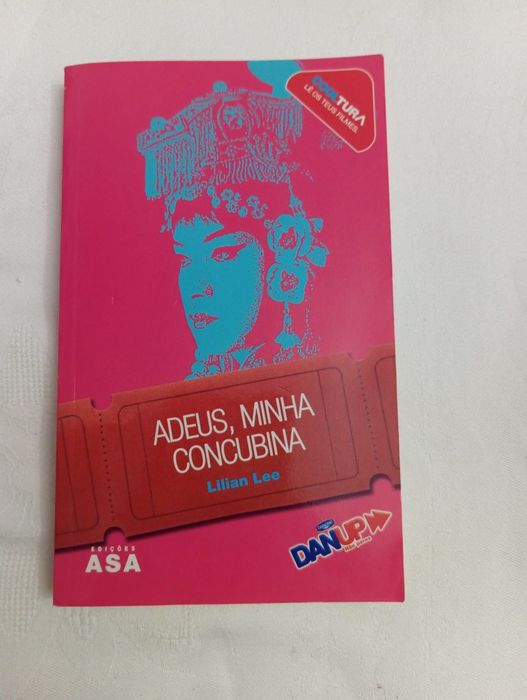 COOLTURA
LÊ OS TEUS FILMES.
ADEUS, MINHA
CONCUBINA
Lilian Lee
EDIÇÕES
ASA
DANUP